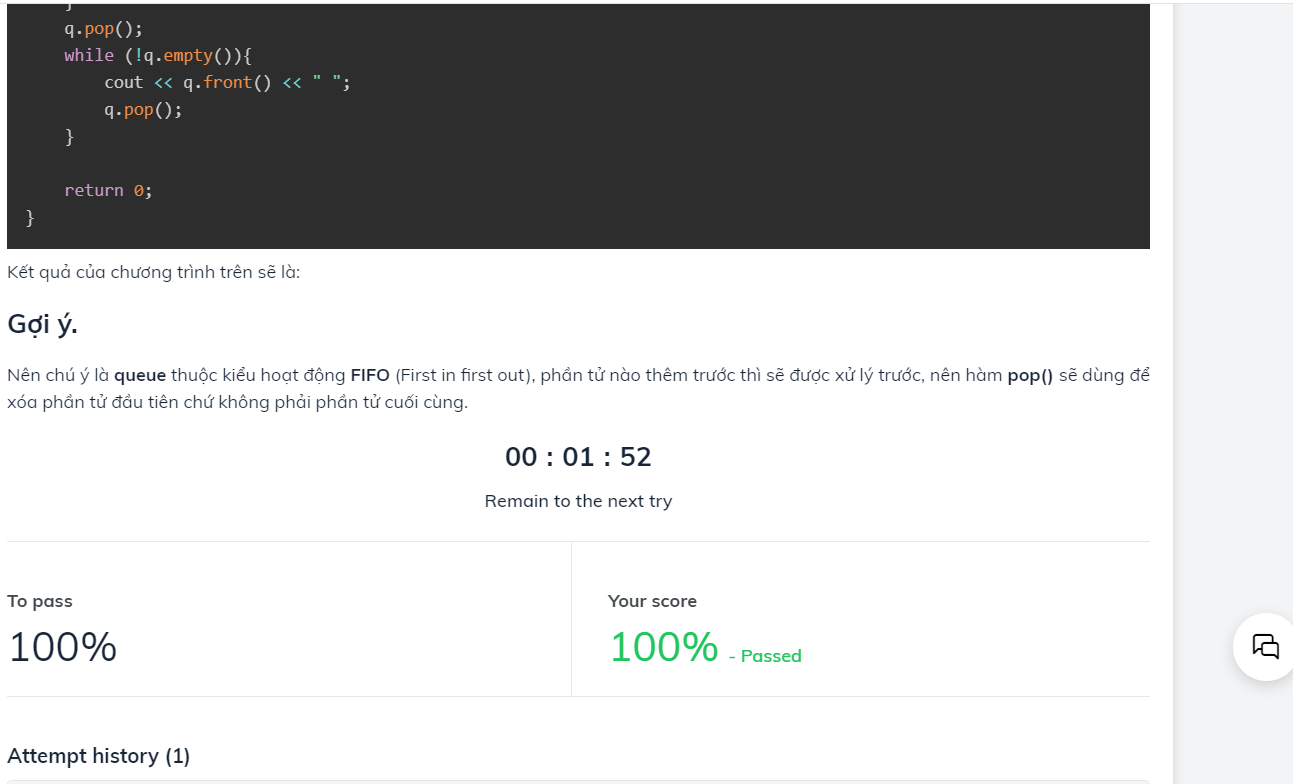 }
q.pop();
while (!q.empty()){
cout << q.front() << " ";
q.pop();
}
return 0;
}
Kết quả của chương trình trên sẽ là:
Gợi ý.
Nên chú ý là queue thuộc kiểu hoạt động FIFO (First in first out), phần tử nào thêm trước thì sẽ được xử lý trước, nên hàm pop() sẽ dùng để
xóa phần tử đầu tiên chứ không phải phần tử cuối cùng.
00 : 01 : 52
Remain to the next try
To pass
Your score
100%
100% - Passed
Attempt history (1)